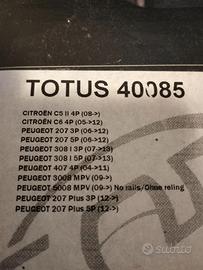 TOTUS 40085
CITROËN C5 II 4P (08->)
CITROËN C6 4P (05->12)
PEUGEOT 207 3P (06->12)
PEUGEOT 207 5P (06->12)
PEUGEOT 308 I 3P (07->13)
PEUGEOT 308 I 5P (07->13)
PEUGEOT 407 4P (04->11)
PEUGEOT 3008 MPV (09->)
PEUGEOT 5008 MPV (09->) No rails/Ohne reling
PEUGEOT 207 Plus 3P (12->)
PEUGEOT 207 Plus 5P (12->)
subito